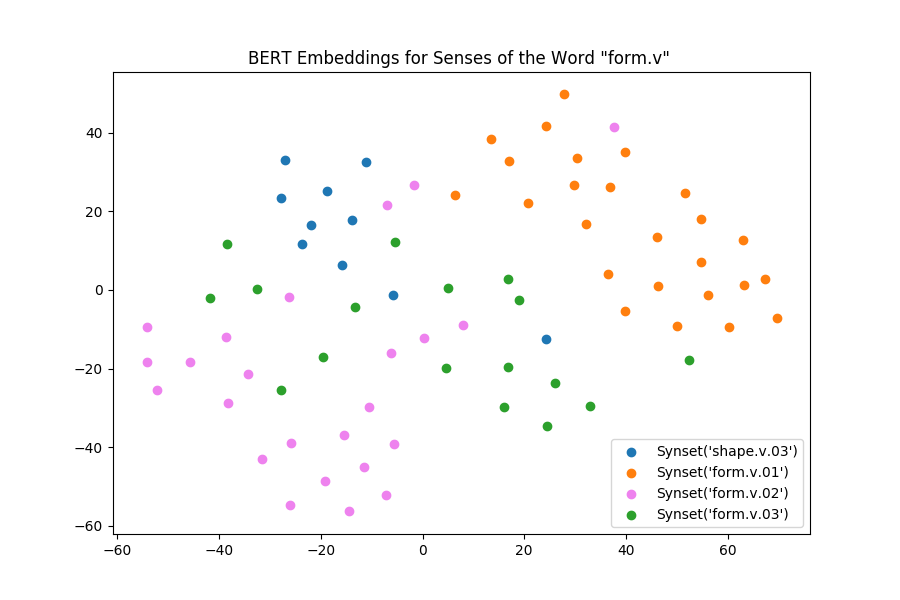 BERT Embeddings for Senses of the Word "form.v"
40
20
0
−20
−40
−60
−60 −40 −20 0 20 40 60
Synset('shape.v.03')
Synset('form.v.01')
Synset('form.v.02')
Synset('form.v.03')